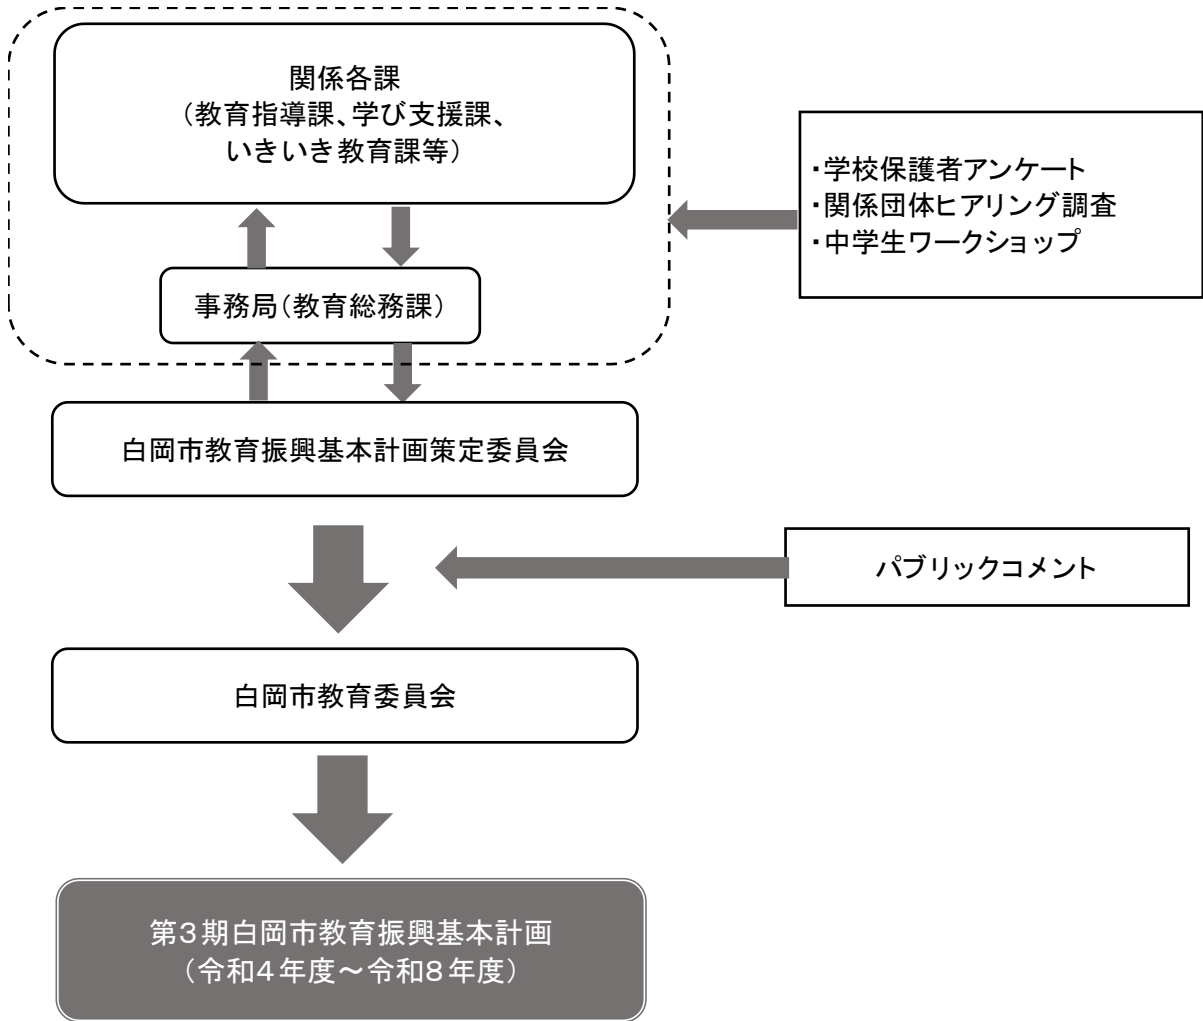 関係各課
（教育指導課、学び支援課、
いきいき教育課等）
・学校保護者アンケート
・関係団体ヒアリング調査
・中学生ワークショップ
事務局（教育総務課）
白岡市教育振興基本計画策定委員会
パブリックコメント
白岡市教育委員会
第３期白岡市教育振興基本計画
（令和４年度～令和８年度）